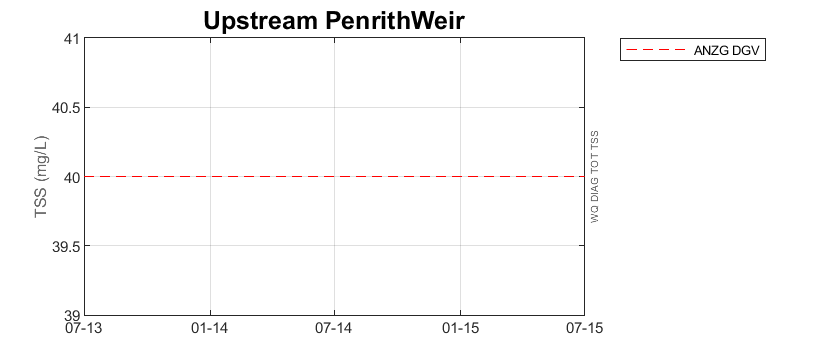 Upstream PenrithWeir
ANZG DGV
41
40.5
40
39.5
39
TSS (mg/L)
WQ DIAG TOT TSS
07-13
01-14
07-14
01-15
07-15